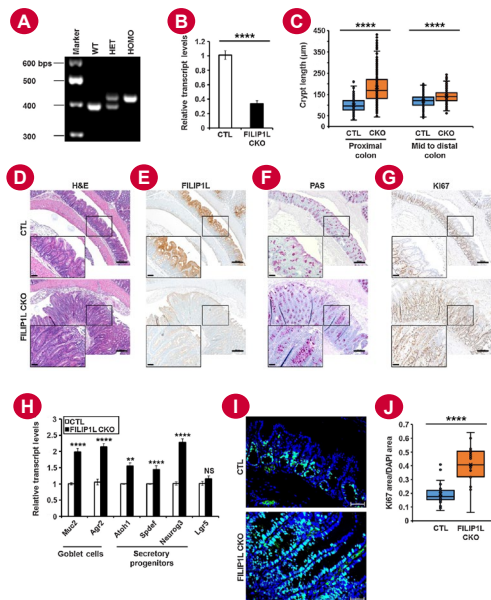 A
Marker
WT
HET
HOMO
600 bps
500
400
300
B
Relative transcript levels
1.2
1
0.8
0.6
0.4
0.2
0
****
CTL
FILIP1L
CKO
C
Crypt length (µm)
450
350
250
150
50
0
****
****
CTL CKO CTL CKO
Proximal
colon
Mid to distal
colon
D
H&E
E
FILIP1L
F
PAS
G
Ki67
CTL
FILIP1L CKO
H
Relative transcript levels
CTL
FILIP1L CKO
2.5
2
1.5
1
0.5
0
****
****
**
****
****
NS
Muc2
Agr2
Atoh1
Spdef
Neurog3
Lgr5
Goblet cells
Secretory
progenitors
I
CTL
FILIP1L CKO
J
Ki67 area/DAPI area
0.7
0.6
0.5
0.4
0.3
0.2
0.1
0
****
CTL
FILIP1L
CKO